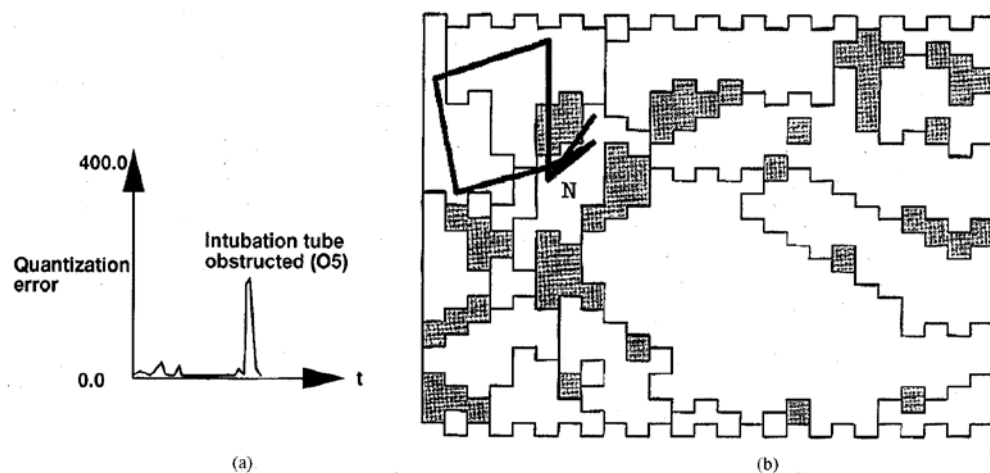 400.0
Quantization
error
Intubation tube
obstructed (O5)
0.0
t
N
(a)
(b)